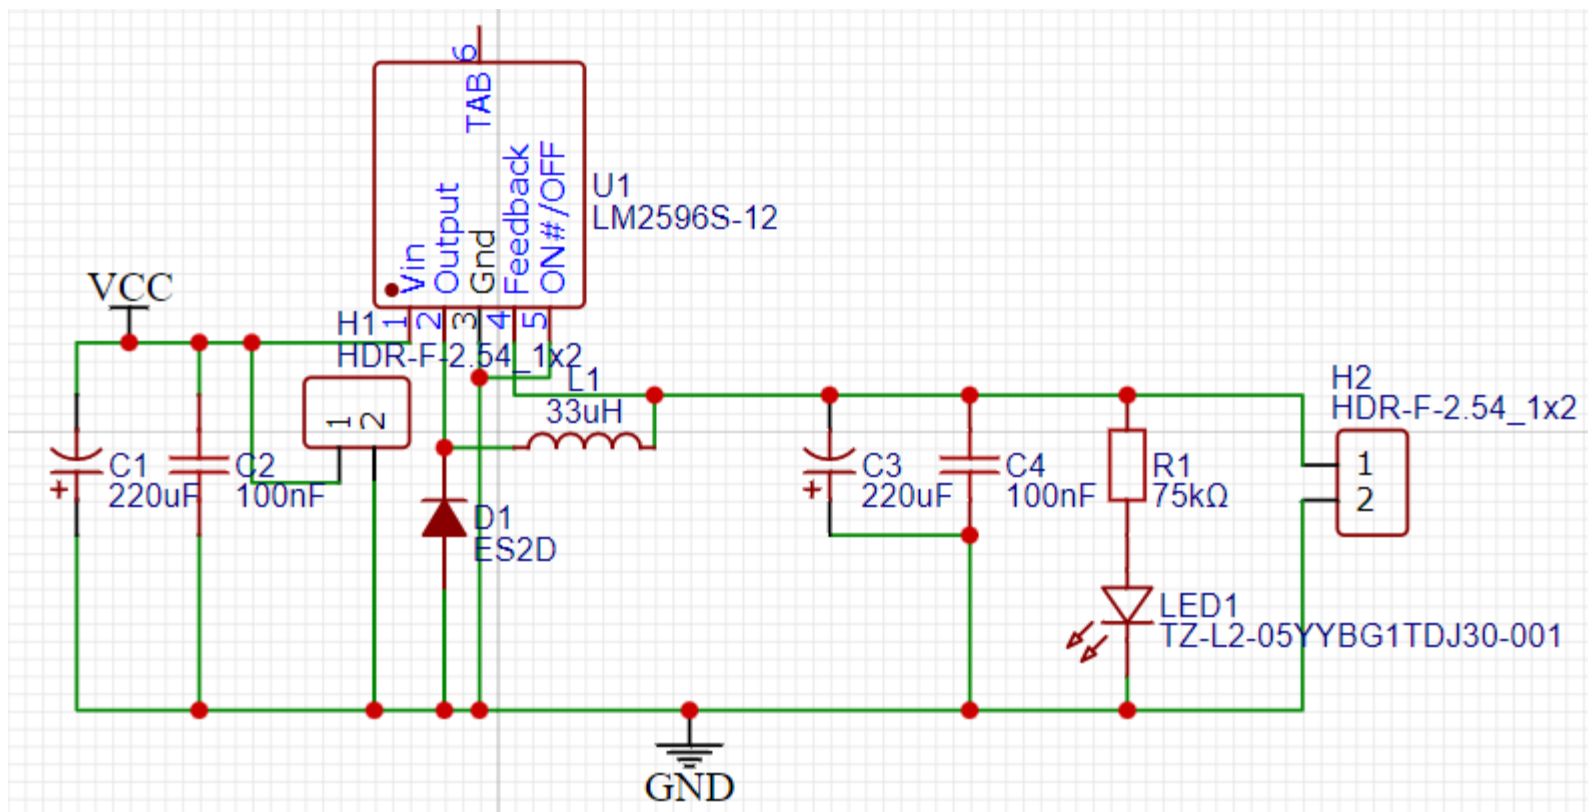 6
TAB
Vin
Output
Gnd
Feedback
ON#/OFF
U1
LM2596S-12
VCC
1
2
3
4
5
H1
HDR-F-2.54_1x2
1
2
L1
33uH
H2
HDR-F-2.54_1x2
1
2
C1
220uF
+
C2
100nF
D1
ES2D
C3
220uF
+
C4
100nF
R1
75kΩ
LED1
TZ-L2-05YYBG1TDJ30-001
GND